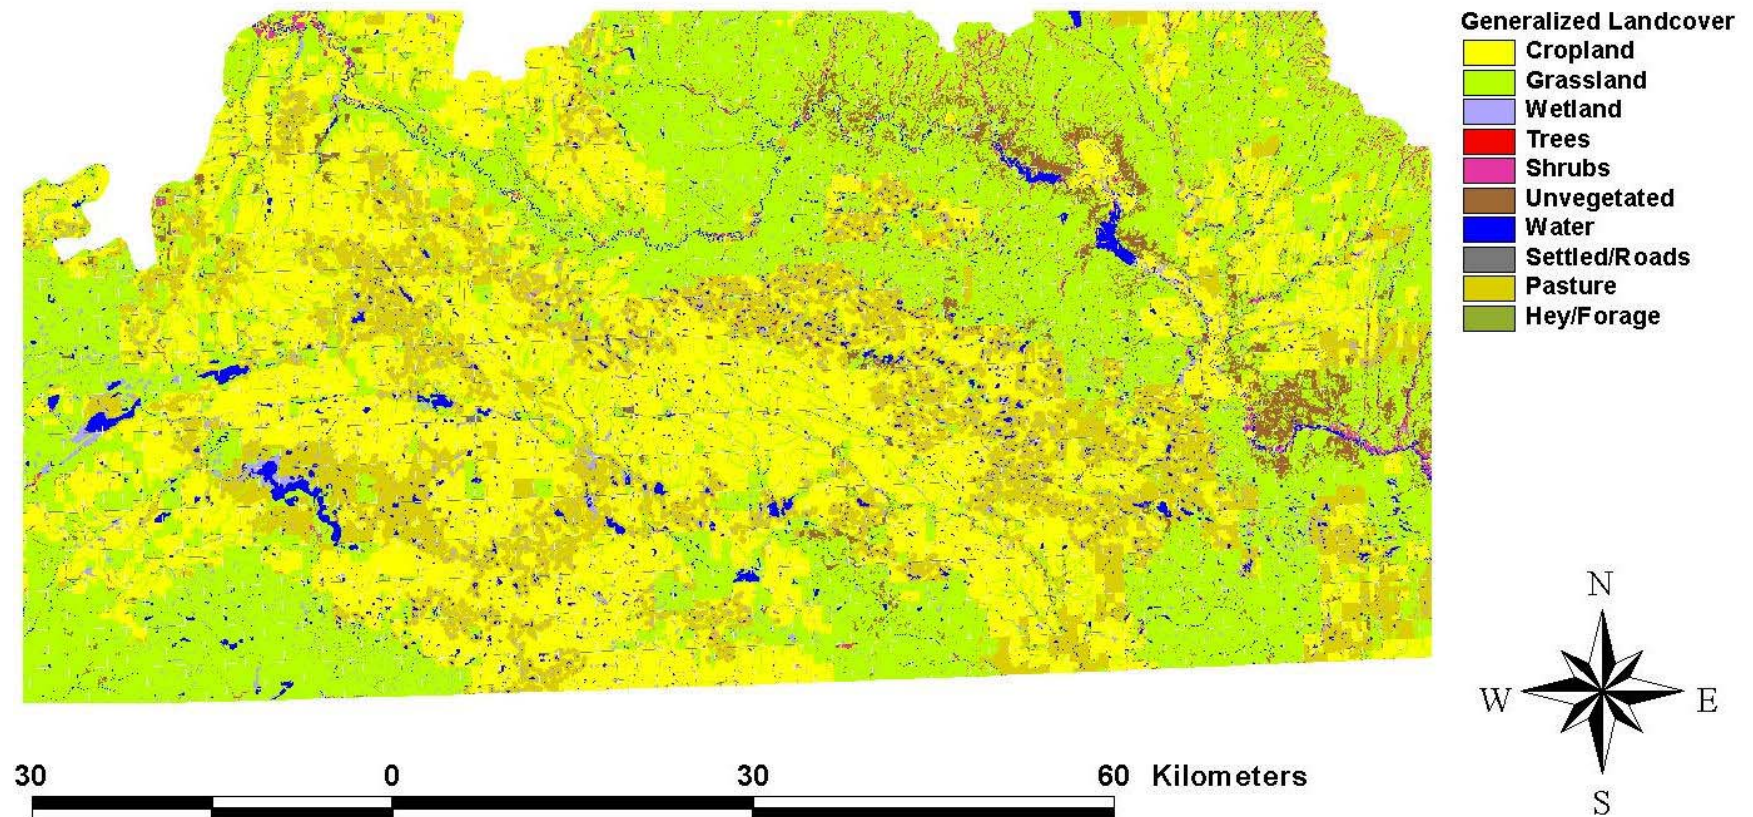 Generalized Landcover
Cropland
Grassland
Wetland
Trees
Shrubs
Unvegetated
Water
Settled/Roads
Pasture
Hey/Forage
N
W E
S
30 0 30 60 Kilometers